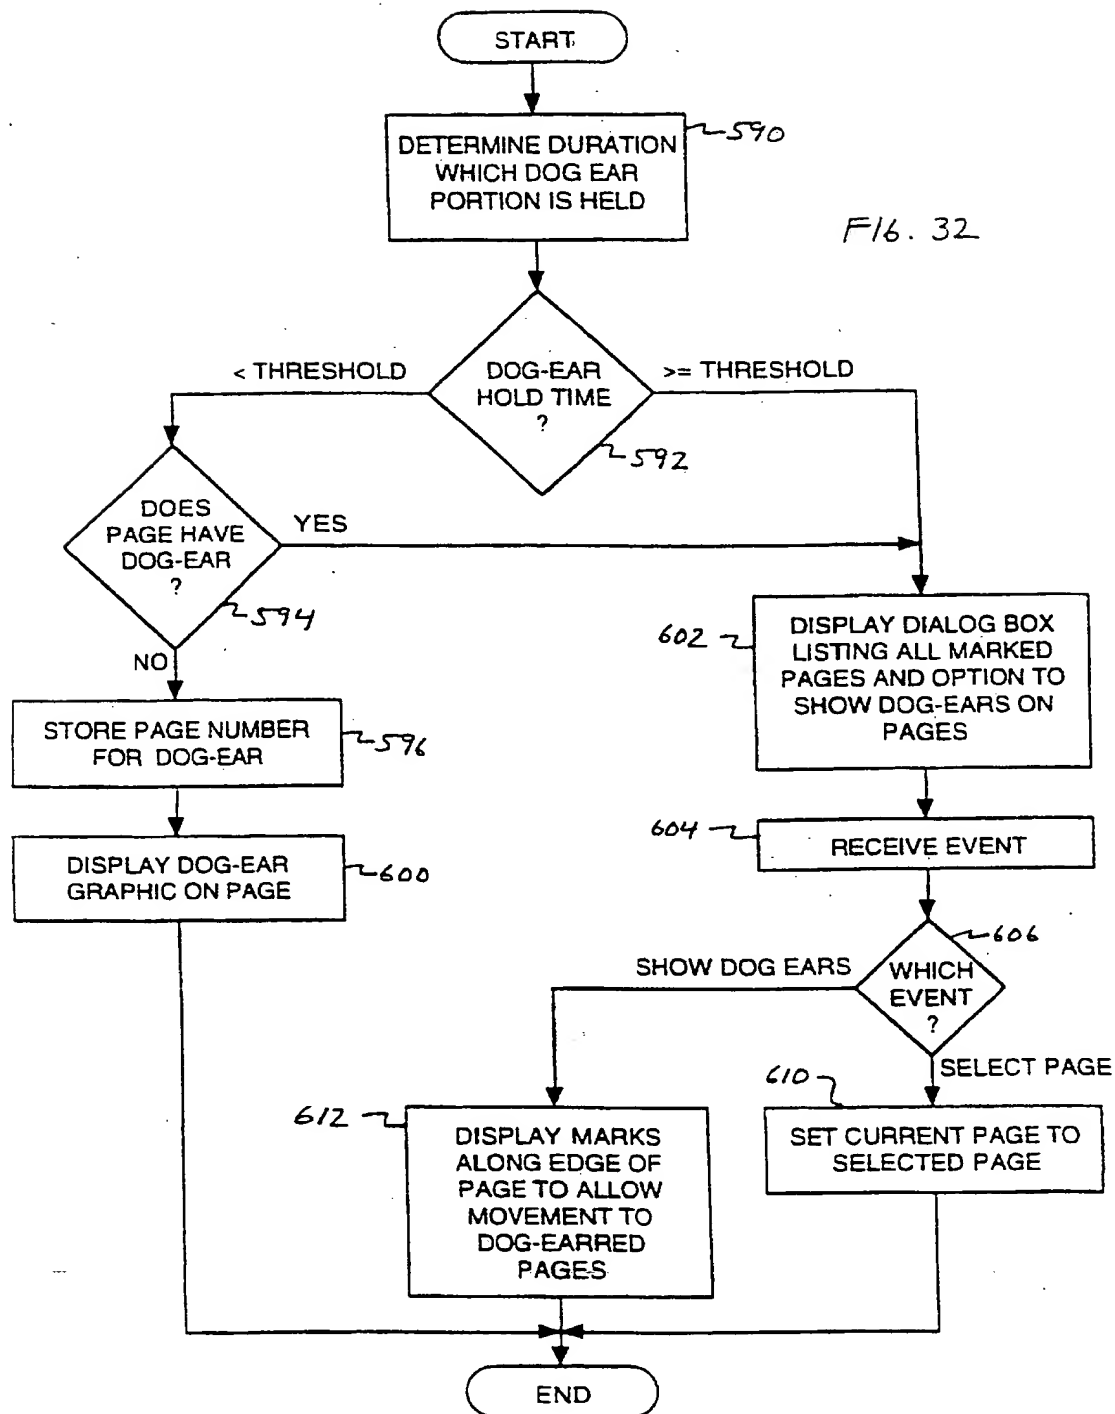 START
DETERMINE DURATION
WHICH DOG EAR
PORTION IS HELD
590
FIG. 32
< THRESHOLD
DOG-EAR
HOLD TIME
?
>= THRESHOLD
592
DOES
PAGE HAVE
DOG-EAR
?
YES
594
NO
STORE PAGE NUMBER
FOR DOG-EAR
596
DISPLAY DOG-EAR
GRAPHIC ON PAGE
600
602
DISPLAY DIALOG BOX
LISTING ALL MARKED
PAGES AND OPTION TO
SHOW DOG-EARS ON
PAGES
604
RECEIVE EVENT
606
SHOW DOG EARS
WHICH
EVENT
?
SELECT PAGE
610
SET CURRENT PAGE TO
SELECTED PAGE
612
DISPLAY MARKS
ALONG EDGE OF
PAGE TO ALLOW
MOVEMENT TO
DOG-EARRED
PAGES
END